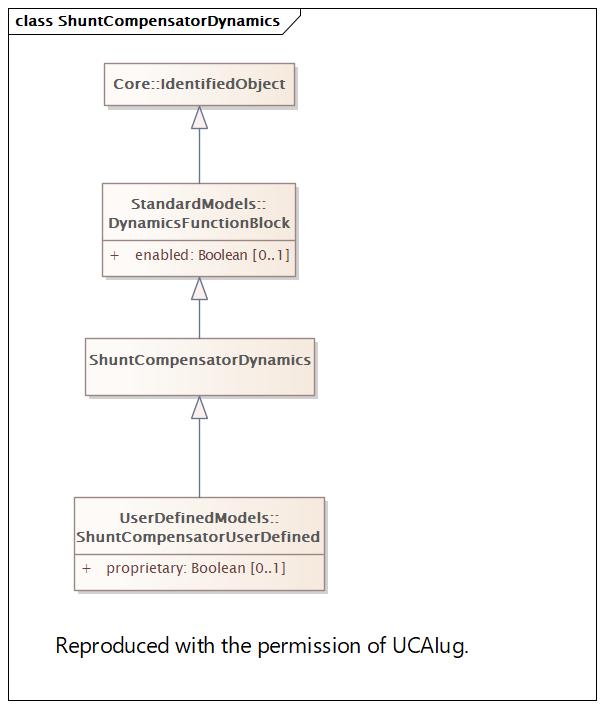 class ShuntCompensatorDynamics
Core::IdentifiedObject
StandardModels::
DynamicsFunctionBlock
+ enabled: Boolean [0..1]
ShuntCompensatorDynamics
UserDefinedModels::
ShuntCompensatorUserDefined
+ proprietary: Boolean [0..1]
Reproduced with the permission of UCAIug.